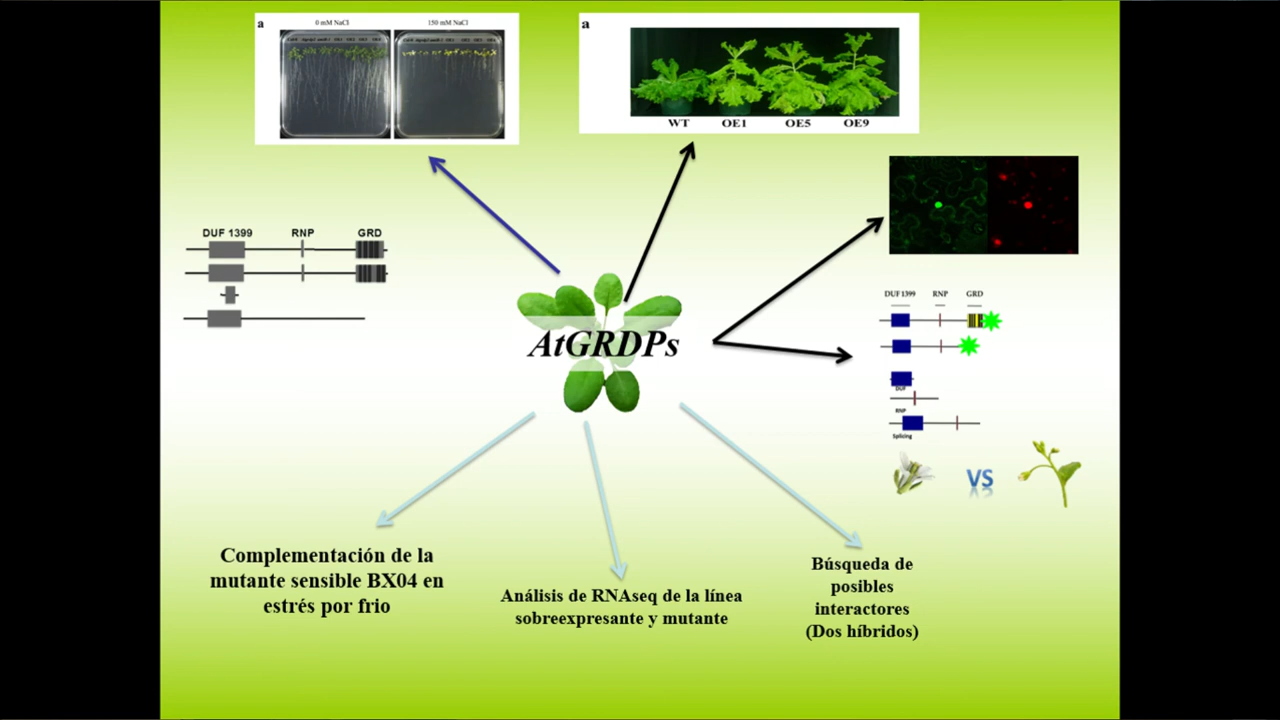 a
0 mM NaCl
150 mM NaCl
a
WT OE1 OE5 OE9
DUF 1399 RNP GRD
DUF 1399 RNP GRD
AtGRDPs
DUF
RNP
Splicing
VS
Complementación de la
mutante sensible BX04 en
estrés por frio
Análisis de RNAseq de la línea
sobreexpresante y mutante
Búsqueda de
posibles
interactores
(Dos híbridos)